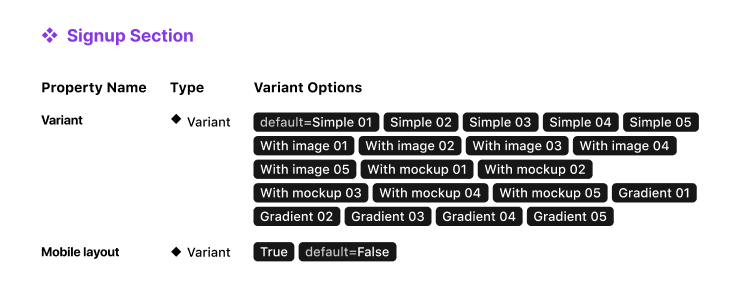 Signup Section
Property Name Type Variant Options
Variant Variant default=Simple 01 Simple 02 Simple 03 Simple 04 Simple 05
With image 01 With image 02 With image 03 With image 04
With image 05 With mockup 01 With mockup 02
With mockup 03 With mockup 04 With mockup 05 Gradient 01
Gradient 02 Gradient 03 Gradient 04 Gradient 05
Mobile layout Variant True default=False